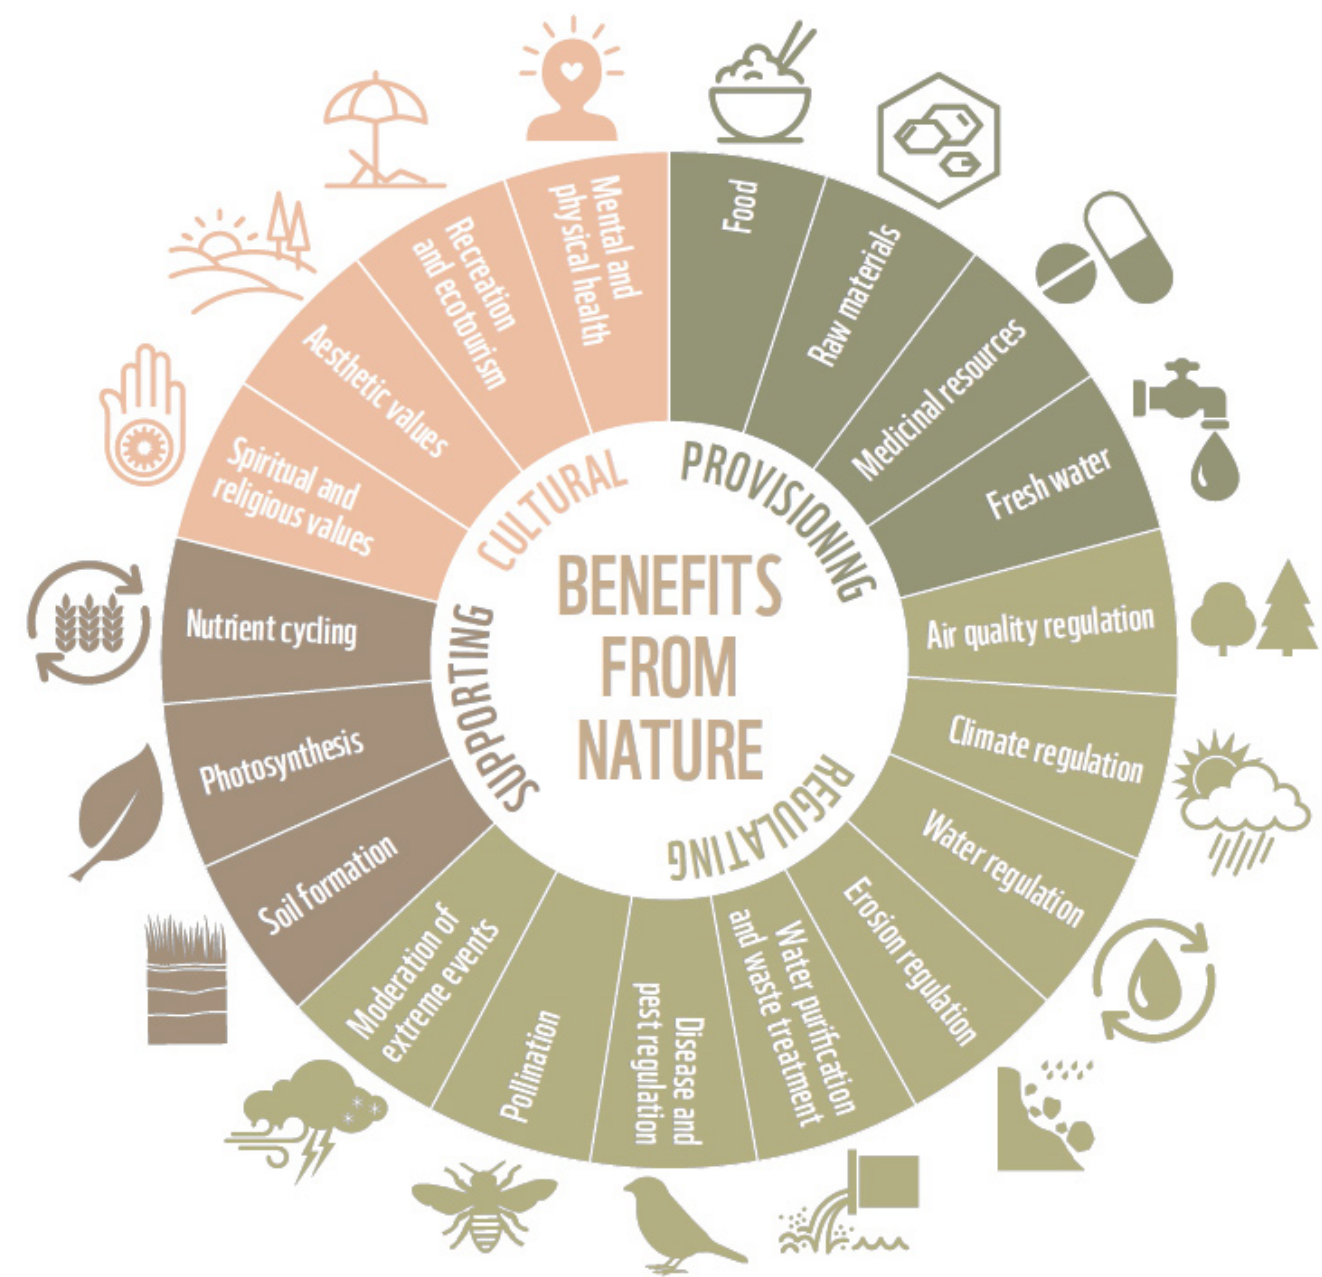 BENEFITS
FROM
NATURE
PROVISIONING
Food
Raw materials
Medicinal resources
Fresh water
REGULATING
Air quality regulation
Climate regulation
Water regulation
Erosion regulation
Water purification
and waste treatment
Disease and
pest regulation
Pollination
Moderation of
extreme events
SUPPORTING
Soil formation
Photosynthesis
Nutrient cycling
CULTURAL
Spiritual and
religious values
Aesthetic values
Recreation
and ecotourism
Mental and
physical health